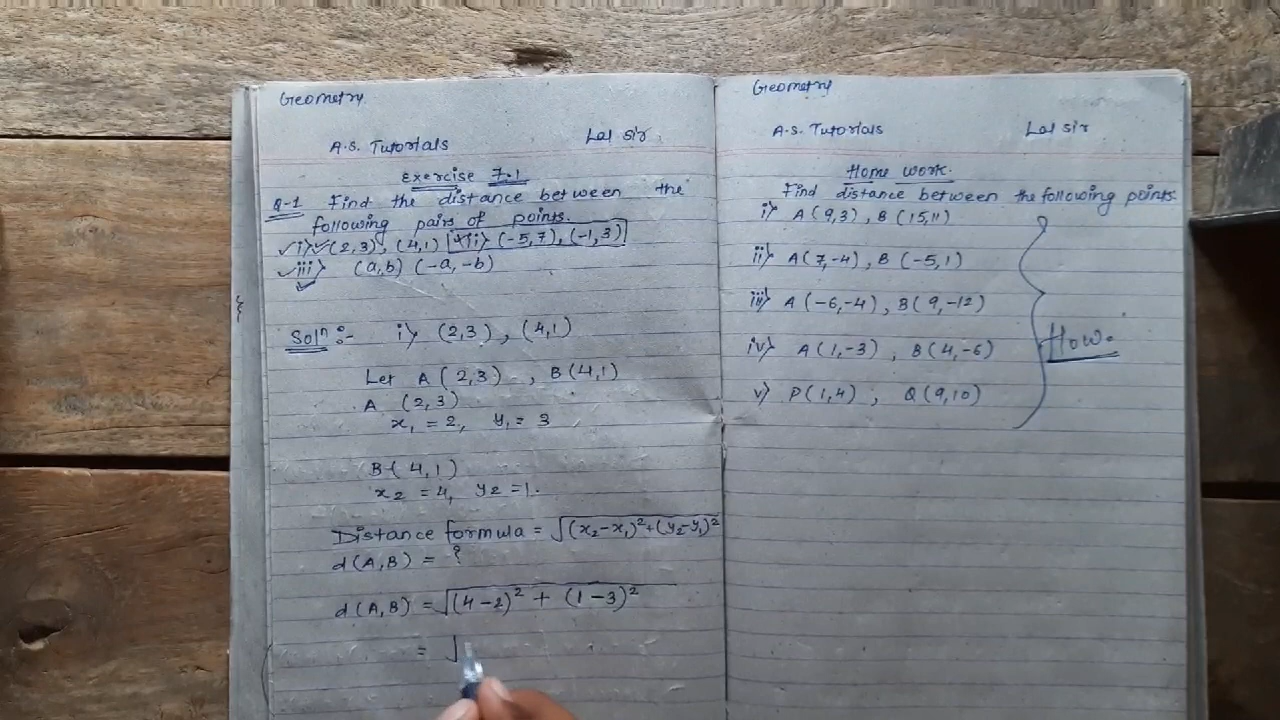 Geometry
A.S. Tutorials Lal Sir
Exercise 7.1
Q-1 Find the distance between the
following pairs of points.
✓i> ✓(2,3), (4,1) *ii> (-5,7), (-1,3)
✓iii> (a,b) (-a,-b)
Solⁿ :- i> (2,3) , (4,1)
Let A (2,3) , B(4,1)
A (2,3)
x₁ = 2, y₁ = 3
B (4,1)
x₂ = 4, y₂ = 1.
Distance formula = √(x₂-x₁)²+(y₂-y₁)²
d(A,B) = ?
d(A,B) = √(4-2)² + (1-3)²
= √
Geometry
A.S. Tutorials Lal Sir
Home work.
Find distance between the following points.
i> A(9,3), B(15,11)
ii> A(7,-4), B(-5,1)
iii> A(-6,-4), B(9,-12)
iv> A(1,-3) , B(4,-6)
v> P(1,4) ; Q(9,10)
How.